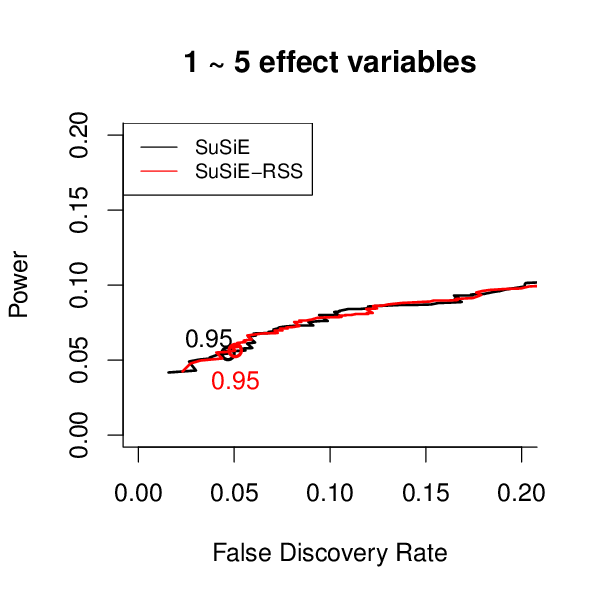 1 ~ 5 effect variables
SuSiE
SuSiE−RSS
0.20
0.15
0.10
0.05
0.00
Power
0.95
0.95
0.00 0.05 0.10 0.15 0.20
False Discovery Rate